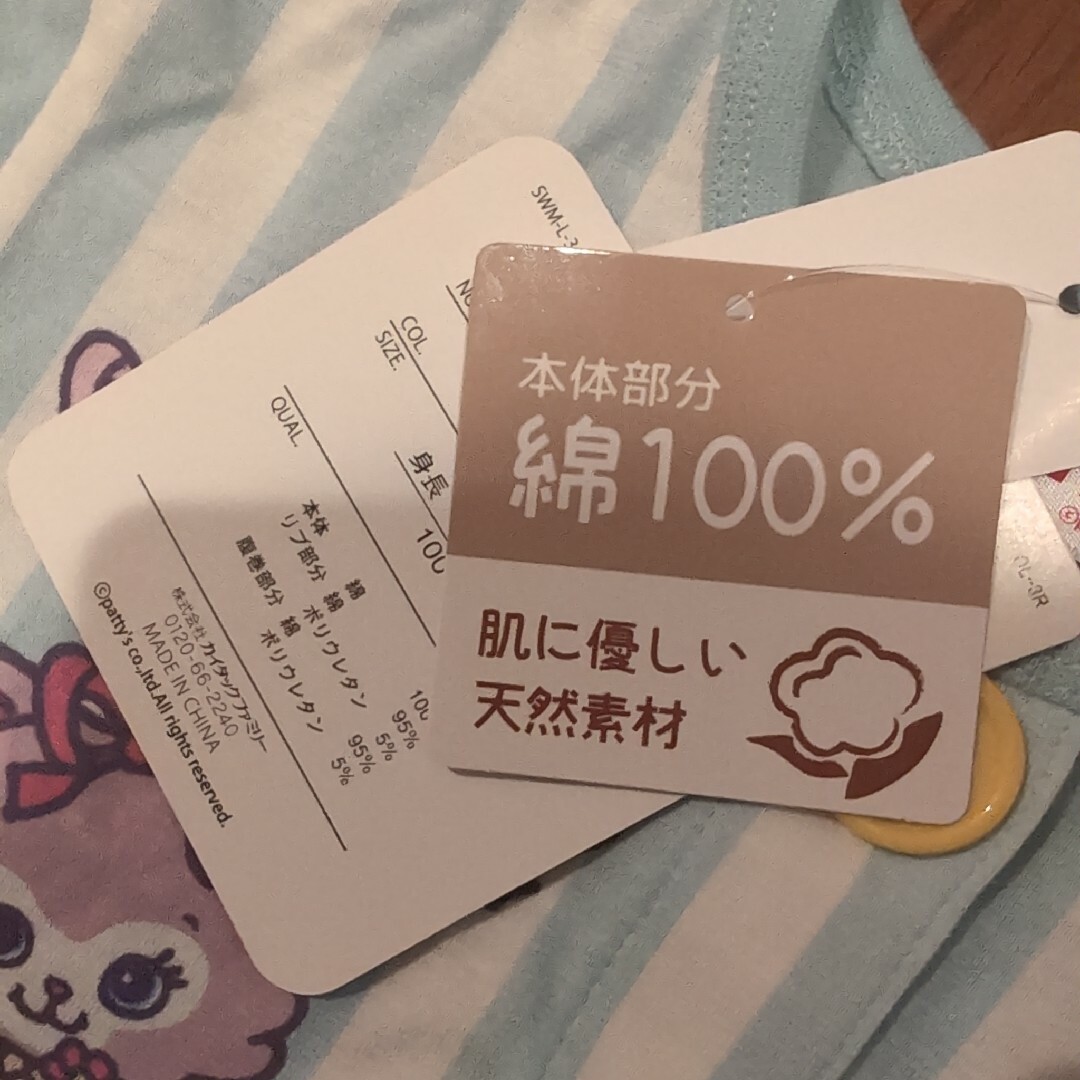 本体部分
綿100%
肌に優しい
天然素材
SWM-L-3
COL.
SIZE.
身長
100
QUAL.
本体 綿 100
リブ部分 綿 95%
ポリウレタン 5%
腹巻部分 綿 95%
ポリウレタン 5%
株式会社カイタックファミリー
0120-66-2240
MADE IN CHINA
©patty's co.,ltd.All rights reserved.